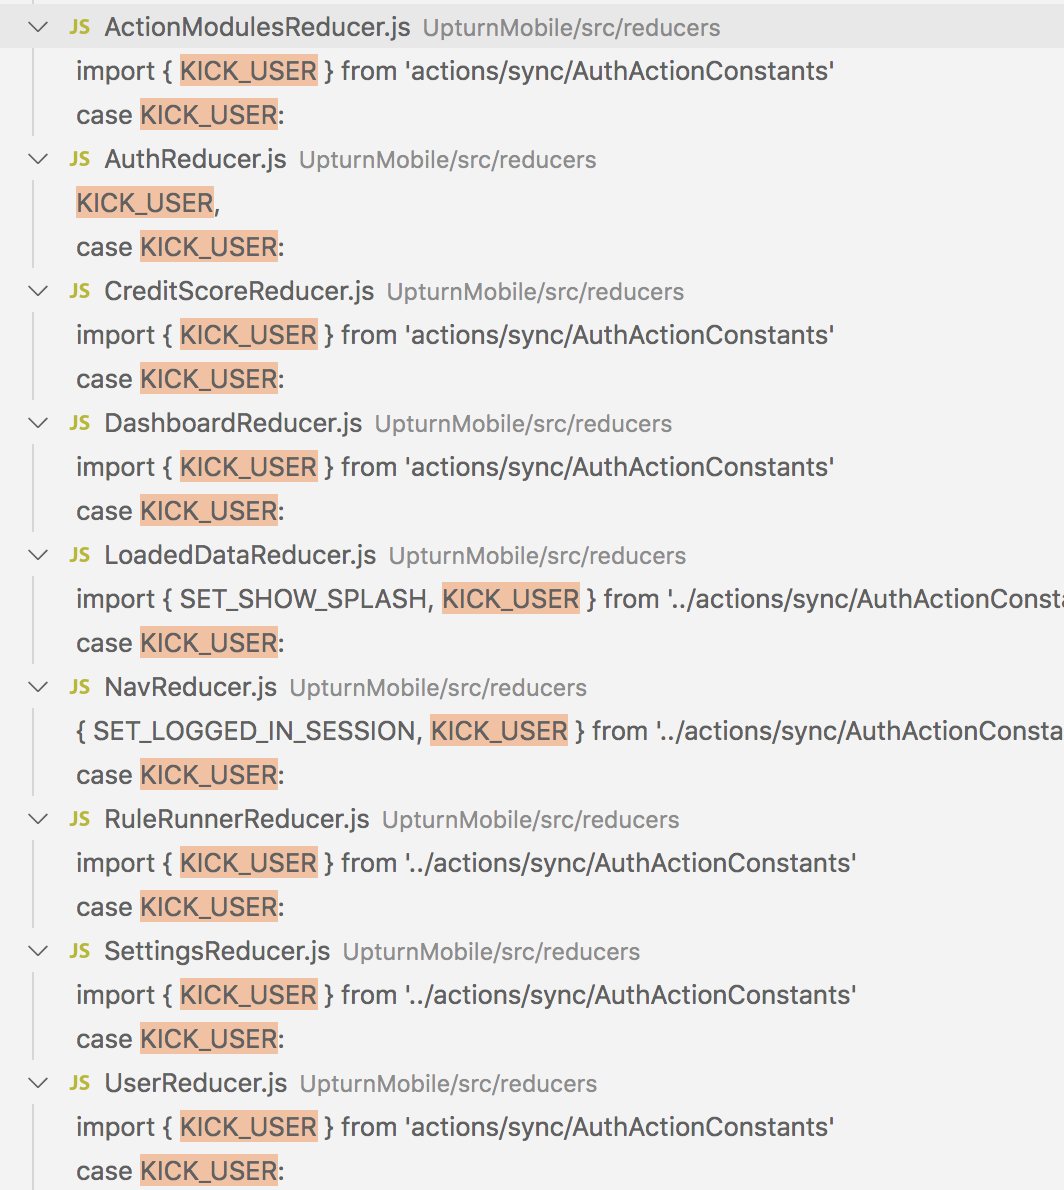 JS ActionModulesReducer.js UpturnMobile/src/reducers
import { KICK_USER } from 'actions/sync/AuthActionConstants'
case KICK_USER:
JS AuthReducer.js UpturnMobile/src/reducers
KICK_USER,
case KICK_USER:
JS CreditScoreReducer.js UpturnMobile/src/reducers
import { KICK_USER } from 'actions/sync/AuthActionConstants'
case KICK_USER:
JS DashboardReducer.js UpturnMobile/src/reducers
import { KICK_USER } from 'actions/sync/AuthActionConstants'
case KICK_USER:
JS LoadedDataReducer.js UpturnMobile/src/reducers
import { SET_SHOW_SPLASH, KICK_USER } from '../actions/sync/AuthActionConsta
case KICK_USER:
JS NavReducer.js UpturnMobile/src/reducers
{ SET_LOGGED_IN_SESSION, KICK_USER } from '../actions/sync/AuthActionConsta
case KICK_USER:
JS RuleRunnerReducer.js UpturnMobile/src/reducers
import { KICK_USER } from '../actions/sync/AuthActionConstants'
case KICK_USER:
JS SettingsReducer.js UpturnMobile/src/reducers
import { KICK_USER } from '../actions/sync/AuthActionConstants'
case KICK_USER:
JS UserReducer.js UpturnMobile/src/reducers
import { KICK_USER } from 'actions/sync/AuthActionConstants'
case KICK_USER: